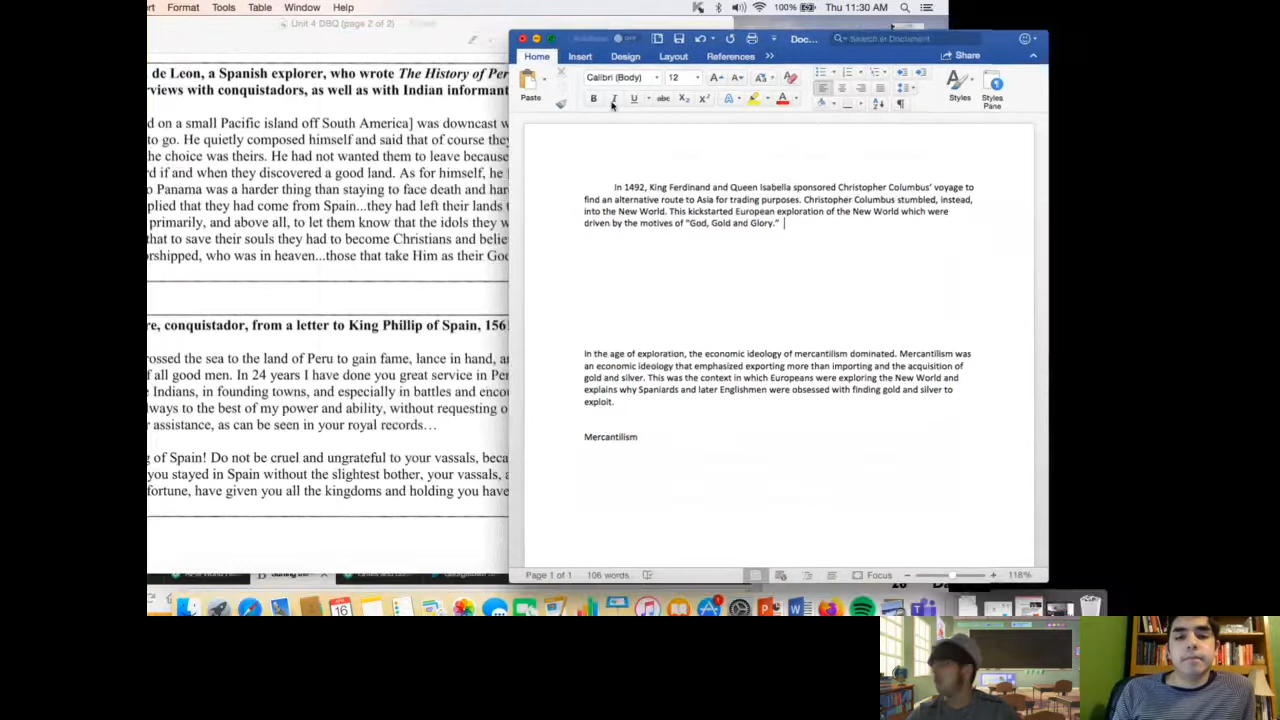 Format Tools Table Window Help
100% Thu 11:30 AM
Unit 4 DBQ (page 2 of 2)
Doc...
Search in Document
Home Insert Design Layout References
Share
Calibri (Body) 12
Paste
B I U abc X₂ X²
Styles Styles Pane
de Leon, a Spanish explorer, who wrote The History of Per
rviews with conquistadors, as well as with Indian informant
d on a small Pacific island off South America] was downcast w
to go. He quietly composed himself and said that of course they
he choice was theirs. He had not wanted them to leave because
rd if and when they discovered a good land. As for himself, he f
o Panama was a harder thing than staying to face death and har
plied that they had come from Spain...they had left their lands
primarily, and above all, to let them know that the idols they w
that to save their souls they had to become Christians and belie
orshipped, who was in heaven...those that take Him as their God
re, conquistador, from a letter to King Phillip of Spain, 156
rossed the sea to the land of Peru to gain fame, lance in hand, a
f all good men. In 24 years I have done you great service in Per
e Indians, in founding towns, and especially in battles and enco
lways to the best of my power and ability, without requesting o
r assistance, as can be seen in your royal records…
g of Spain! Do not be cruel and ungrateful to your vassals, beca
you stayed in Spain without the slightest bother, your vassals, a
fortune, have given you all the kingdoms and holding you have
In 1492, King Ferdinand and Queen Isabella sponsored Christopher Columbus' voyage to
find an alternative route to Asia for trading purposes. Christopher Columbus stumbled, instead,
into the New World. This kickstarted European exploration of the New World which were
driven by the motives of "God, Gold and Glory."
In the age of exploration, the economic ideology of mercantilism dominated. Mercantilism was
an economic ideology that emphasized exporting more than importing and the acquisition of
gold and silver. This was the context in which Europeans were exploring the New World and
explains why Spaniards and later Englishmen were obsessed with finding gold and silver to
exploit.
Mercantilism
Page 1 of 1 106 words Focus 118%